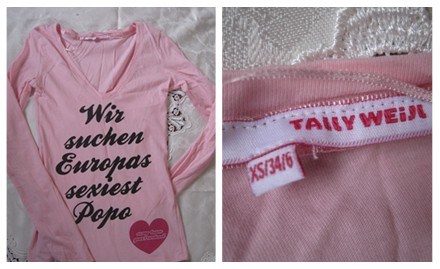 Wir
suchen
Europas
sexiest
Popo
TALLY WEiJL
XS/34/6